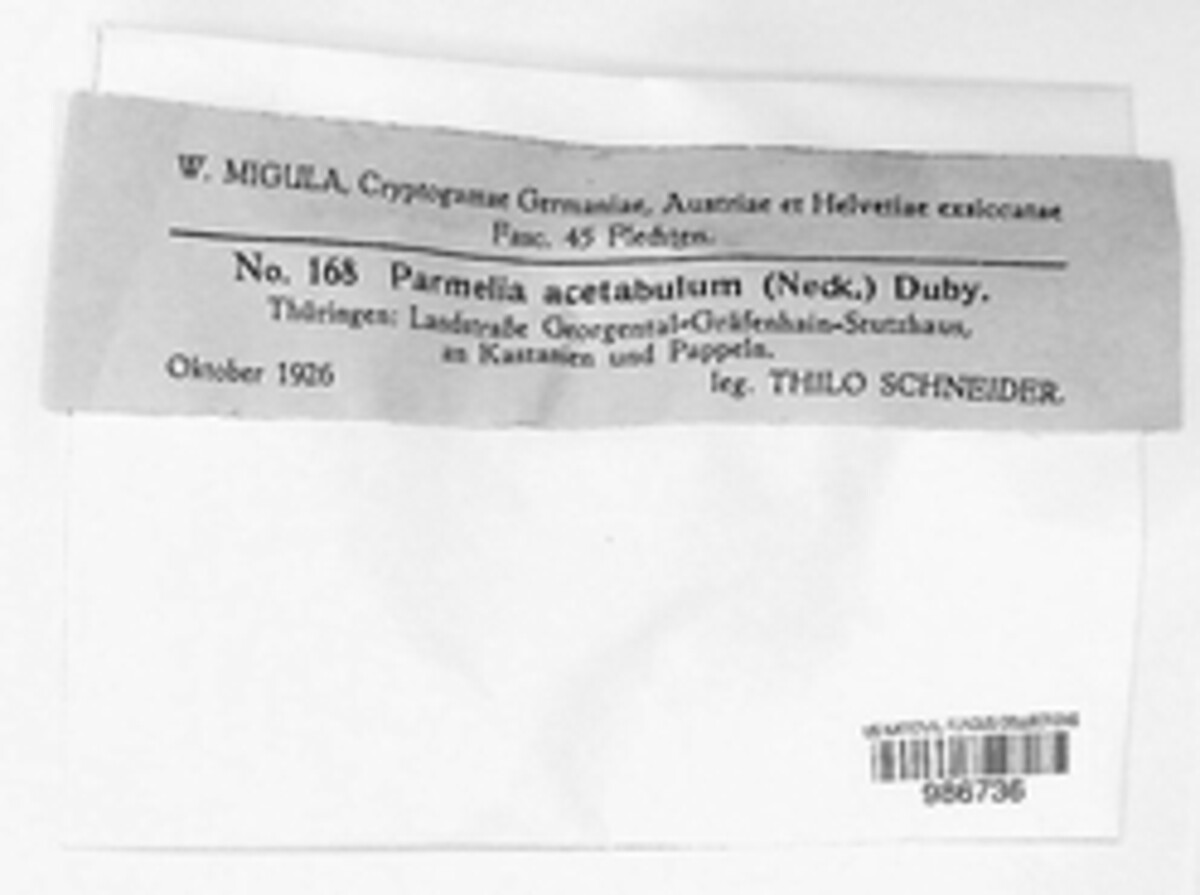 W. MIGULA, Cryptogamae Germaniae, Austriae et Helvetiae exsiccatae
Fasc. 45 Flechten.
No. 168 Parmelia acetabulum (Neck.) Duby.
Thüringen: Landstraße Georgental-Gräfenhain-Stutzhaus,
an Kastanien und Pappeln.
Oktober 1926 leg. THILO SCHNEIDER.
986736